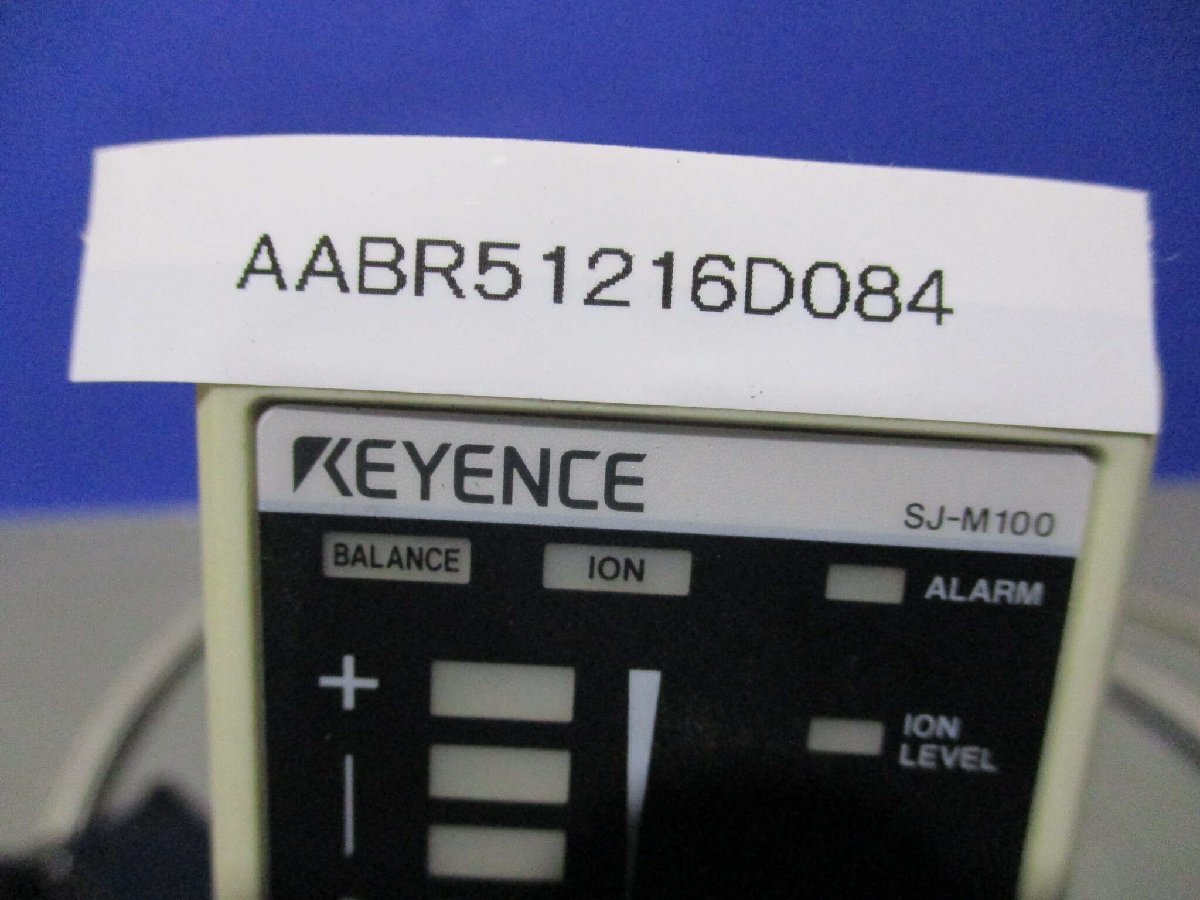 AABR51216D084
KEYENCE
SJ-M100
BALANCE
ION
ALARM
+
ION
LEVEL